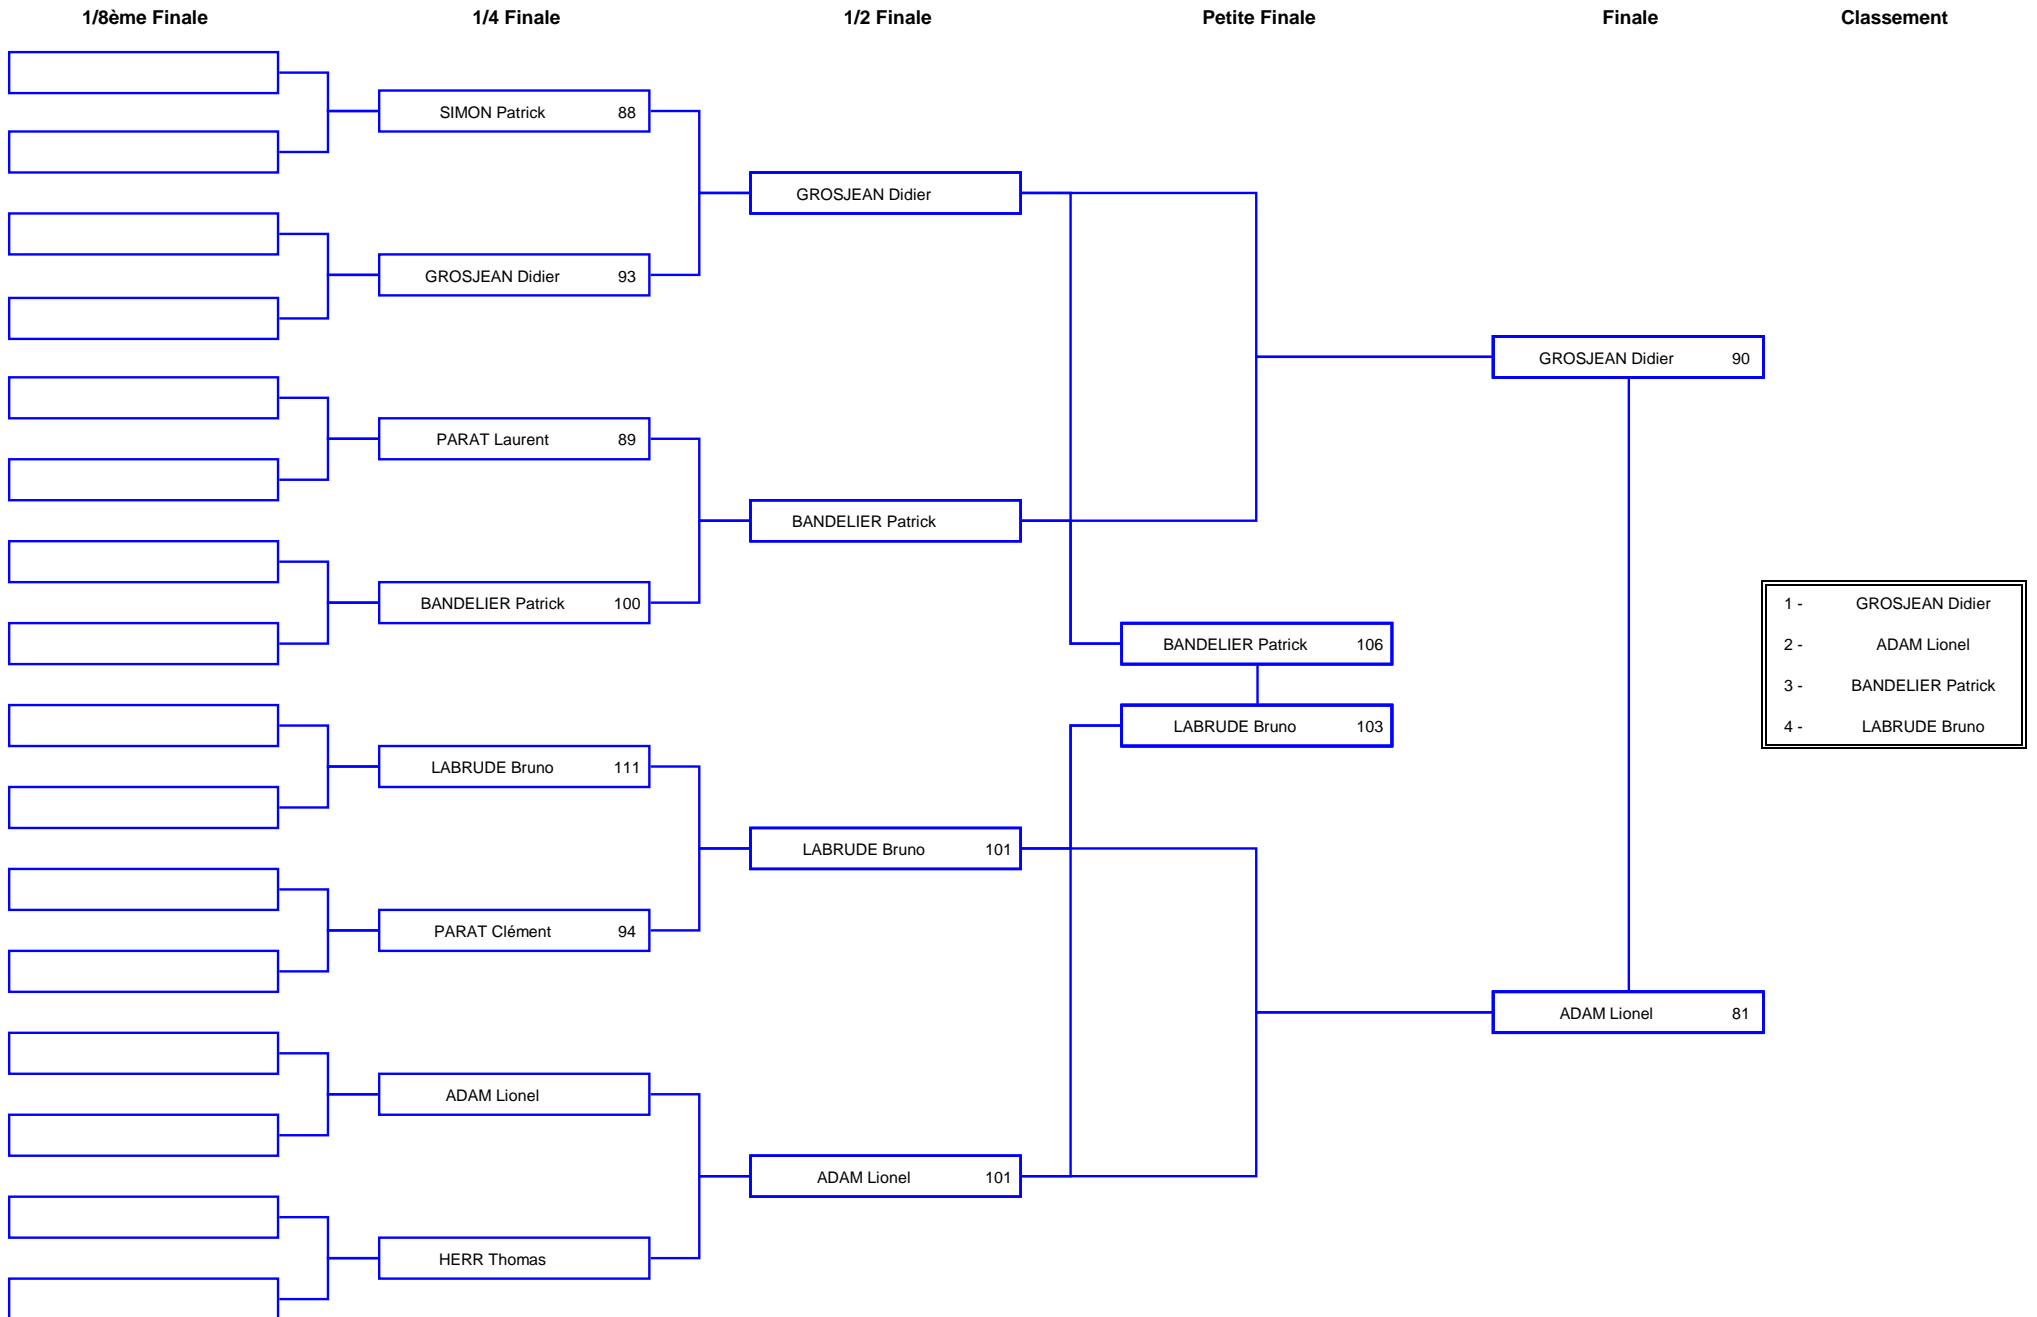 1/8ème Finale 1/4 Finale 1/2 Finale Petite Finale Finale Classement
SIMON Patrick 88
GROSJEAN Didier
GROSJEAN Didier 93
GROSJEAN Didier 90
PARAT Laurent 89
BANDELIER Patrick
BANDELIER Patrick 100
1 - GROSJEAN Didier
BANDELIER Patrick 106
2 - ADAM Lionel
3 - BANDELIER Patrick
LABRUDE Bruno 103
4 - LABRUDE Bruno
LABRUDE Bruno 111
LABRUDE Bruno 101
PARAT Clément 94
ADAM Lionel 81
ADAM Lionel
ADAM Lionel 101
HERR Thomas